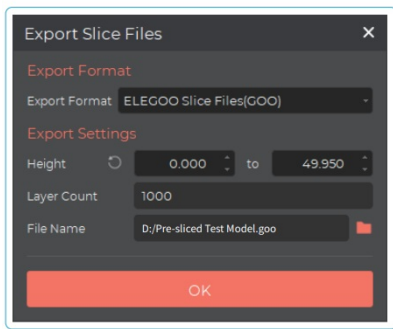 Export Slice Files ×
Export Format
Export Format ELEGOO Slice Files(GOO)
Export Settings
Height 0.000 to 49.950
Layer Count 1000
File Name D:/Pre-sliced Test Model.goo
OK